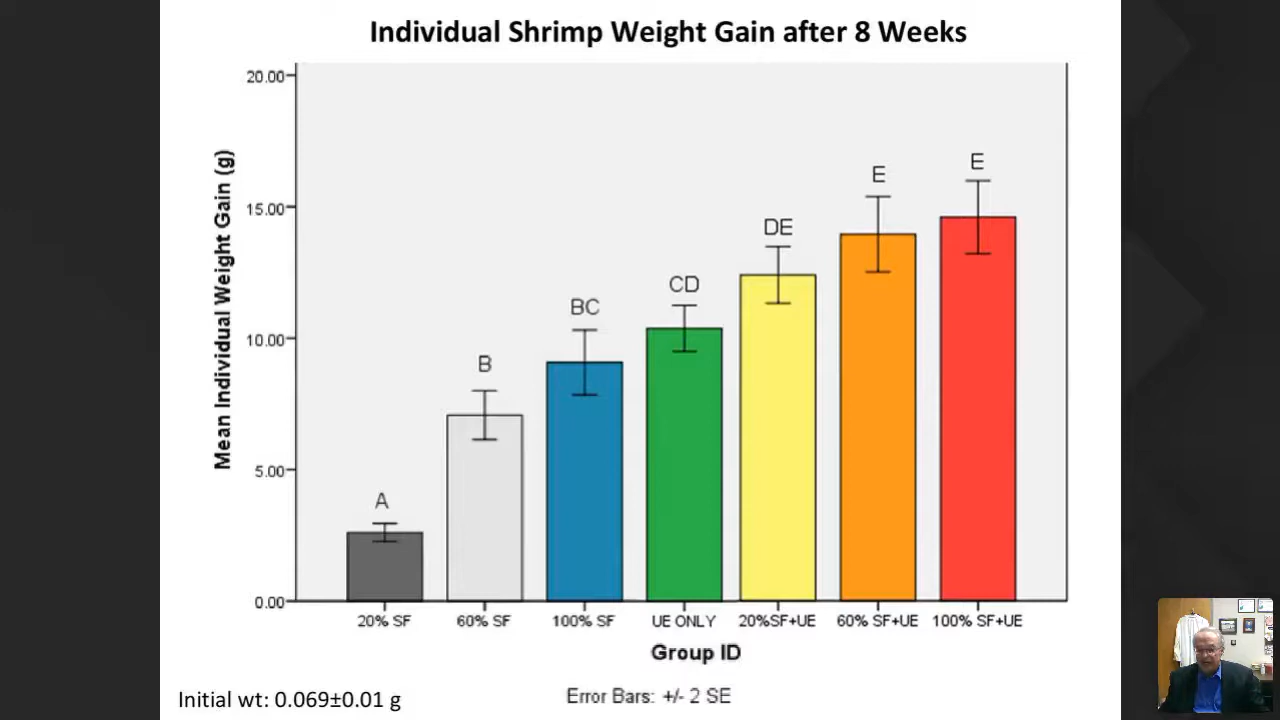 Individual Shrimp Weight Gain after 8 Weeks
Mean Individual Weight Gain (g)
20.00
15.00
10.00
5.00
0.00
A
B
BC
CD
DE
E
E
20% SF
60% SF
100% SF
UE ONLY
20%SF+UE
60% SF+UE
100% SF+UE
Group ID
Error Bars: +/- 2 SE
Initial wt: 0.069±0.01 g